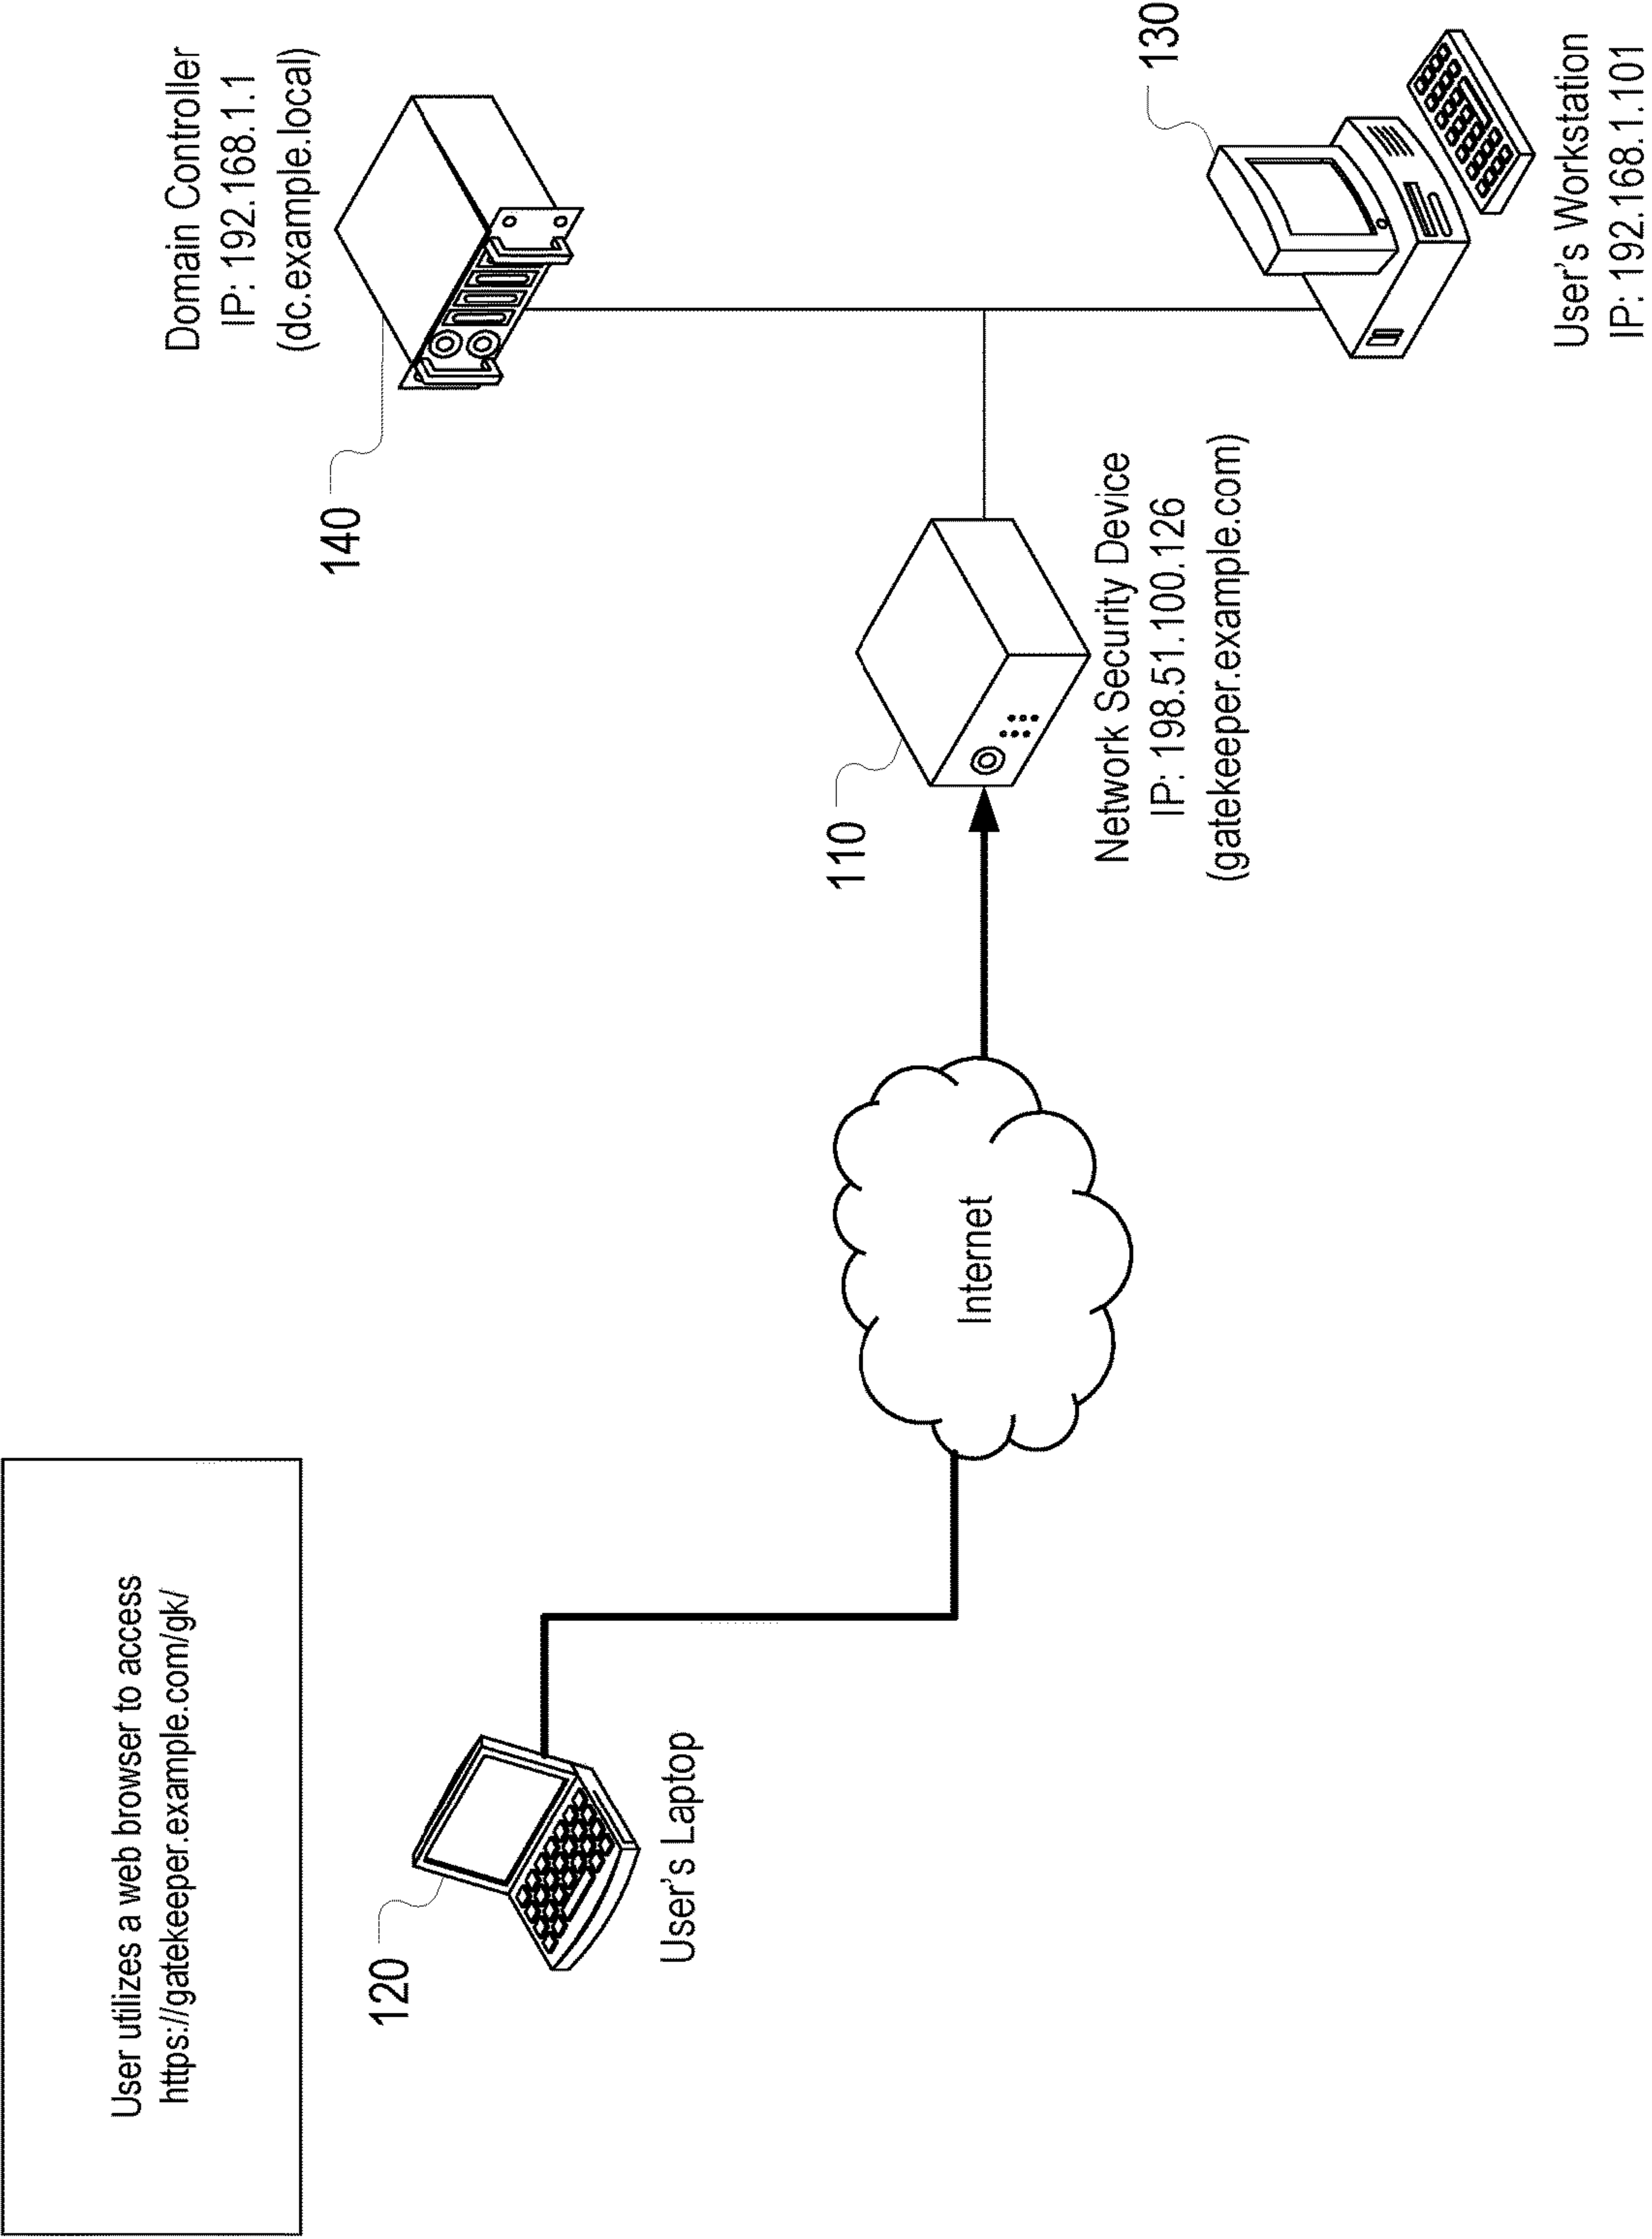 User utilizes a web browser to access
https://gatekeeper.example.com/gk/
120
User's Laptop
Internet
110
Network Security Device
IP: 198.51.100.126
(gatekeeper.example.com)
140
Domain Controller
IP: 192.168.1.1
(dc.example.local)
130
User's Workstation
IP: 192.168.1.101